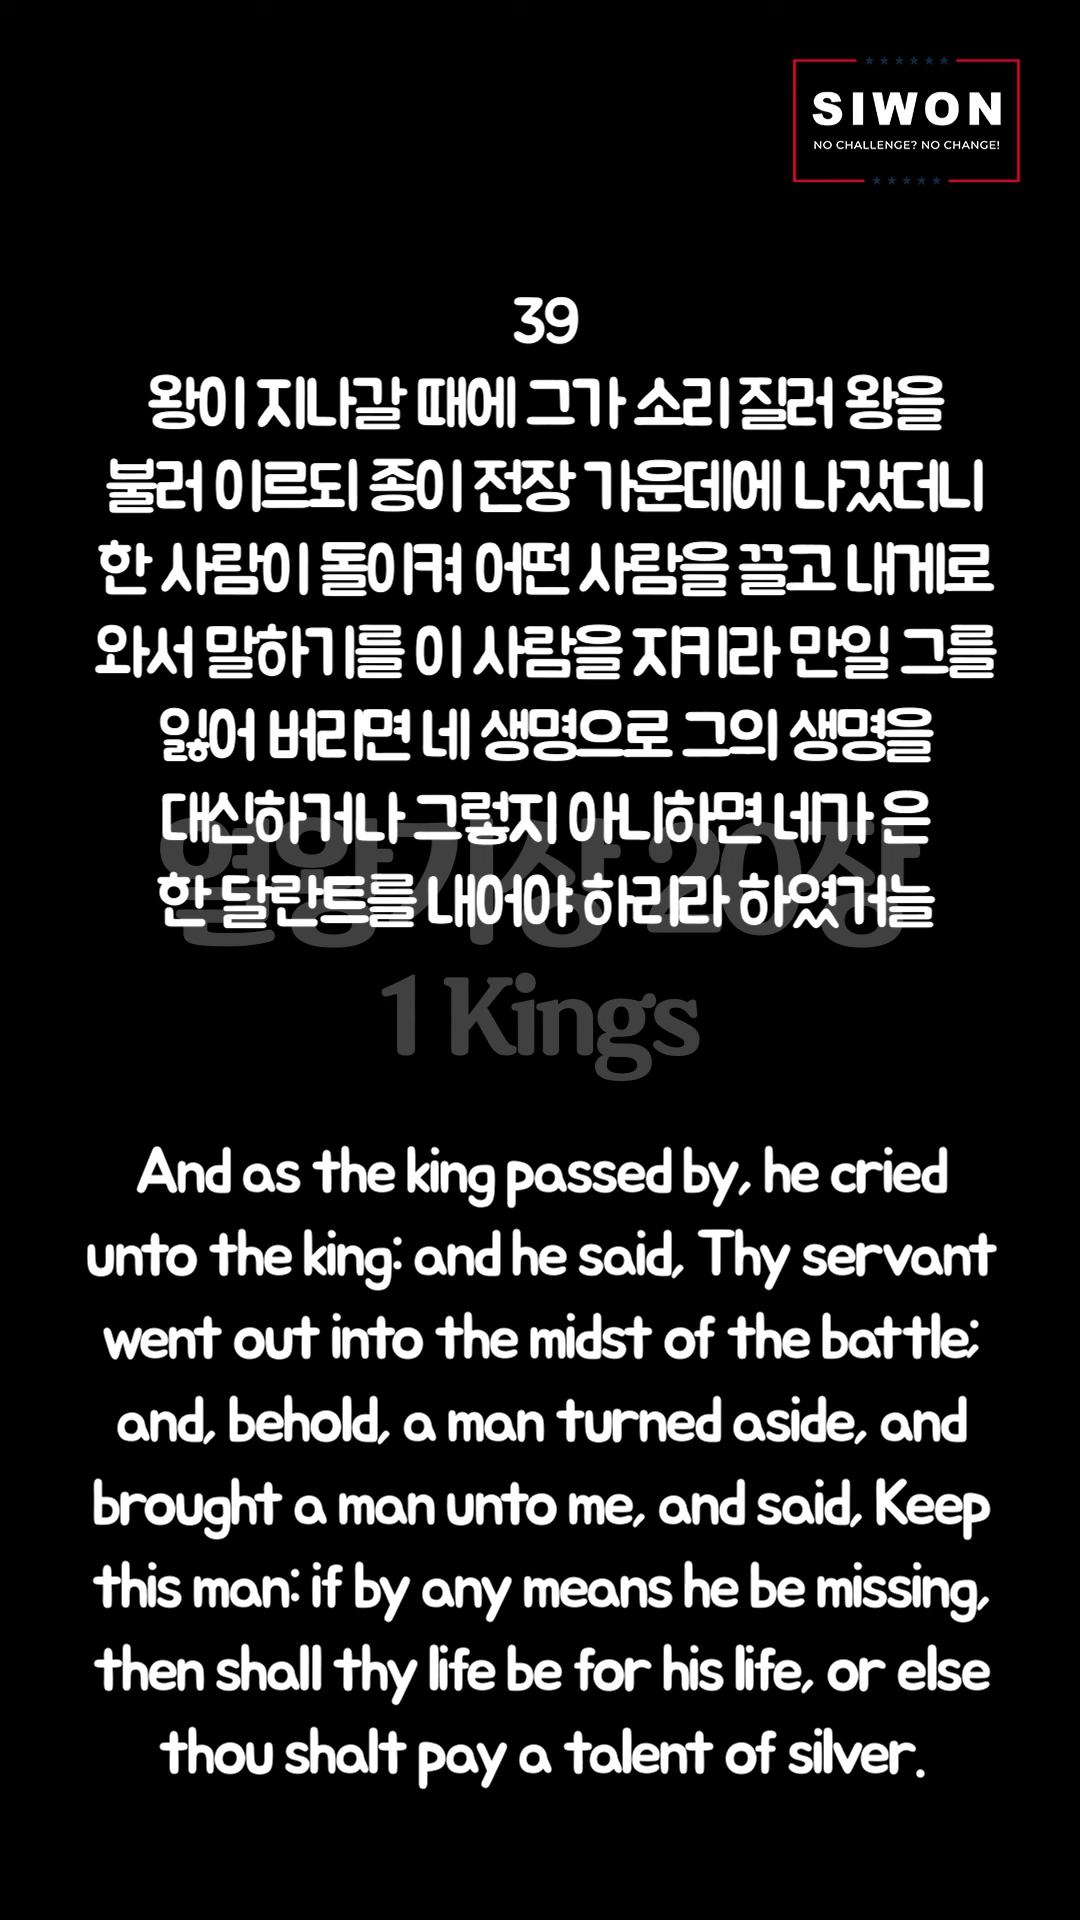 SIWON
NO CHALLENGE? NO CHANGE!
39
왕이 지나갈 때에 그가 소리 질러 왕을
불러 이르되 종이 전장 가운데에 나갔더니
한 사람이 돌이켜 어떤 사람을 끌고 내게로
와서 말하기를 이 사람을 지키라 만일 그를
잃어 버리면 네 생명으로 그의 생명을
대신하거나 그렇지 아니하면 네가 은
한 달란트를 내어야 하리라 하였거늘
열왕기상 20장
1 Kings
And as the king passed by, he cried
unto the king: and he said, Thy servant
went out into the midst of the battle;
and, behold, a man turned aside, and
brought a man unto me, and said, Keep
this man: if by any means he be missing,
then shall thy life be for his life, or else
thou shalt pay a talent of silver.